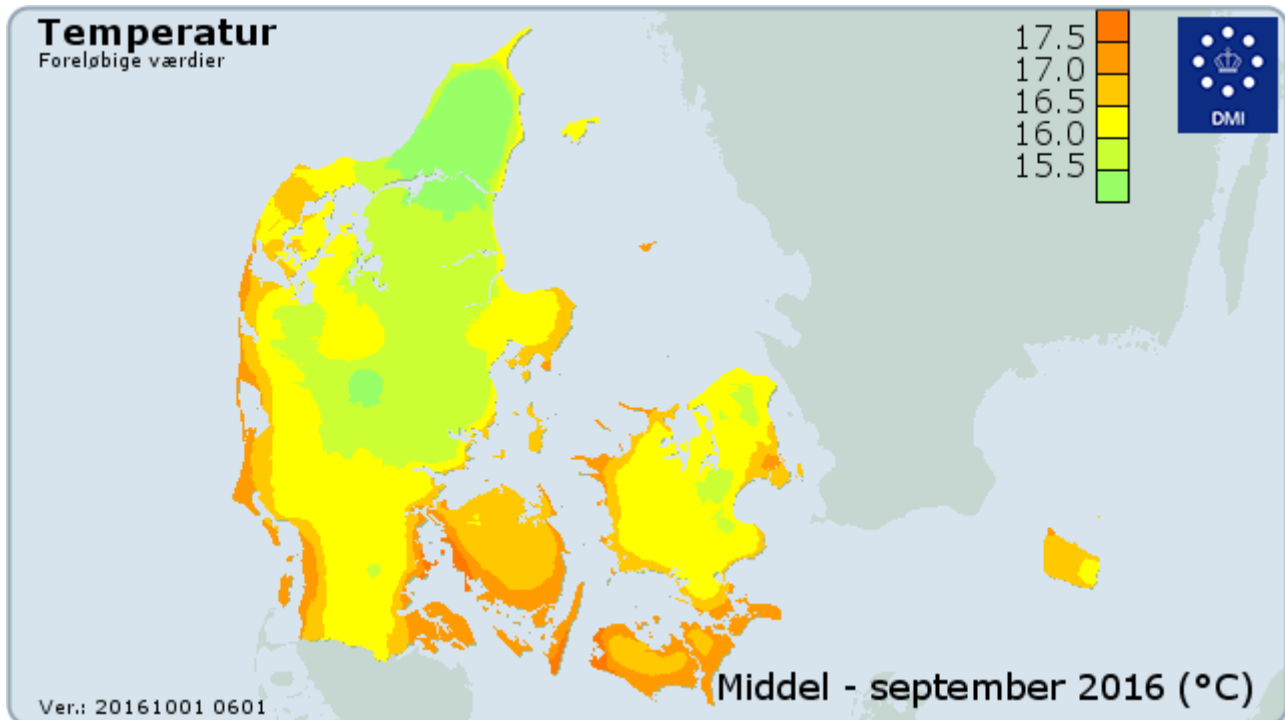 Temperatur
Foreløbige værdier
17.5
17.0
16.5
16.0
15.5
DMI
Middel - september 2016 (°C)
Ver.: 20161001 0601